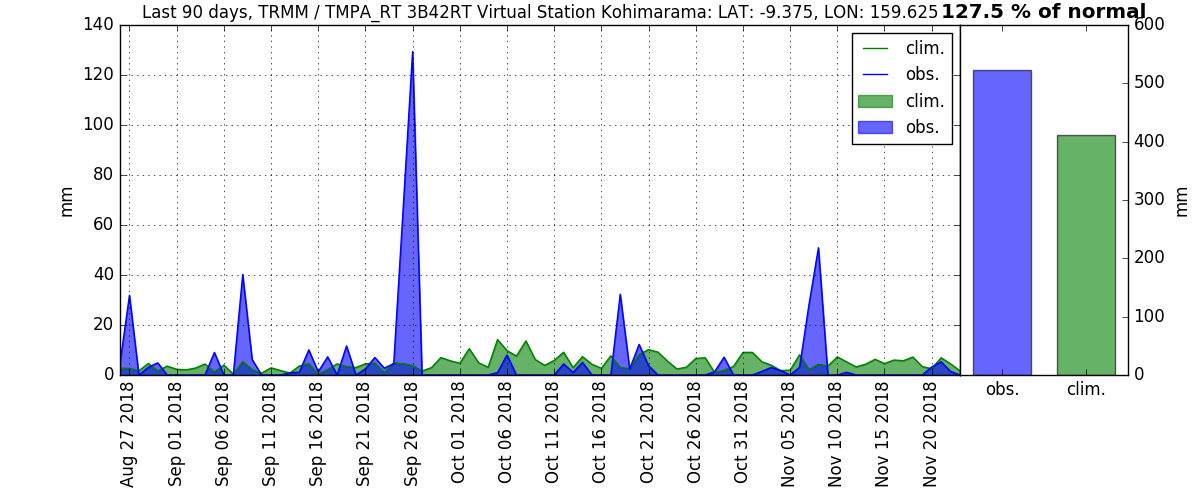 Last 90 days, TRMM / TMPA_RT 3B42RT Virtual Station Kohimarama: LAT: -9.375, LON: 159.625 127.5 % of normal
140
120
100
80
60
40
20
0
mm
clim.
obs.
clim.
obs.
600
500
400
300
200
100
0
mm
Aug 27 2018
Sep 01 2018
Sep 06 2018
Sep 11 2018
Sep 16 2018
Sep 21 2018
Sep 26 2018
Oct 01 2018
Oct 06 2018
Oct 11 2018
Oct 16 2018
Oct 21 2018
Oct 26 2018
Oct 31 2018
Nov 05 2018
Nov 10 2018
Nov 15 2018
Nov 20 2018
obs.
clim.